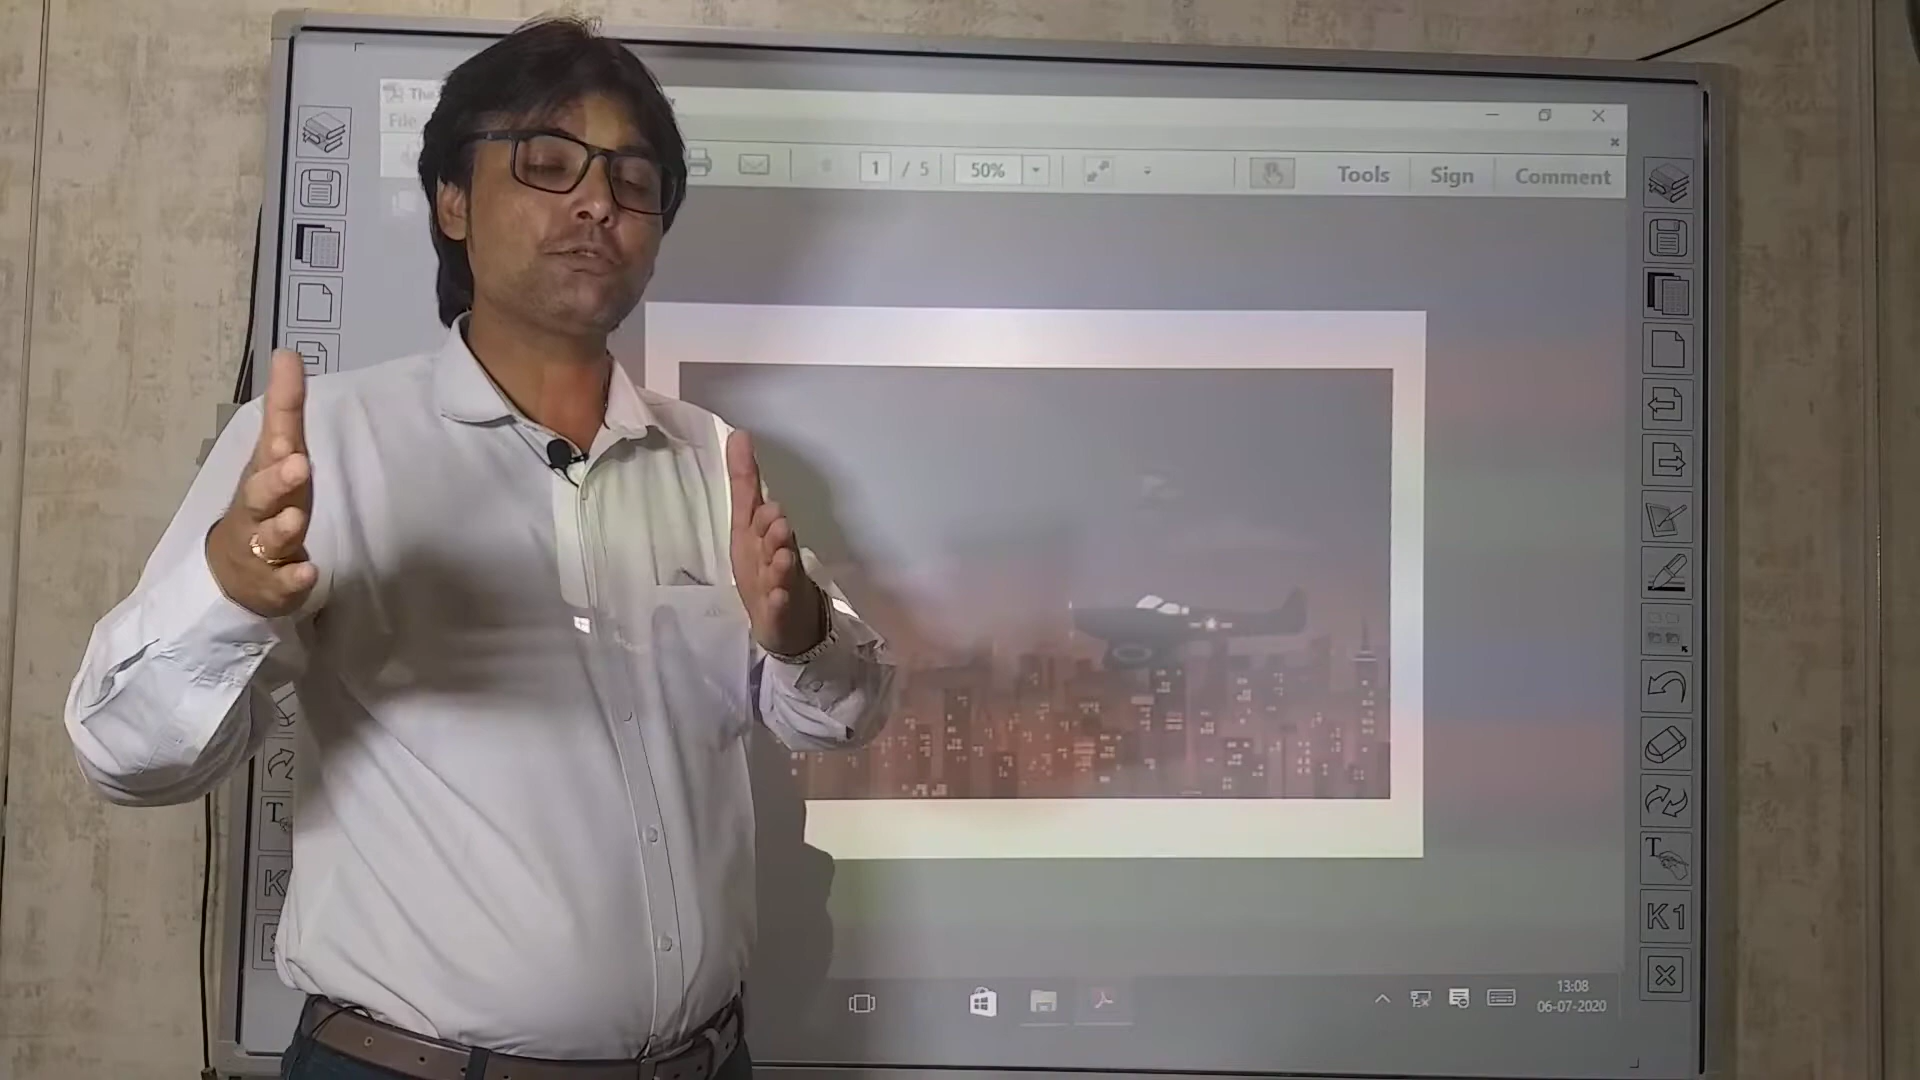 The
File
1 / 5
50%
Tools
Sign
Comment
T
K
T
K1
13:08
06-07-2020